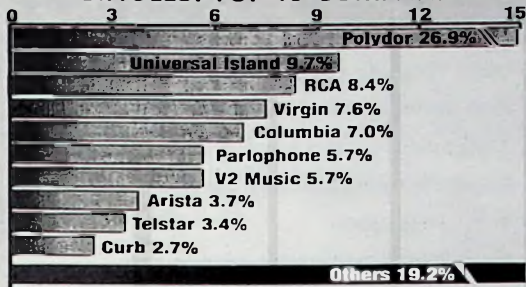 0 3 6 9 12 15
Polydor 26.9%
Universal Island 9.7%
RCA 8.4%
Virgin 7.6%
Columbia 7.0%
Parlophone 5.7%
V2 Music 5.7%
Arista 3.7%
Telstar 3.4%
Curb 2.7%
Others 19.2%